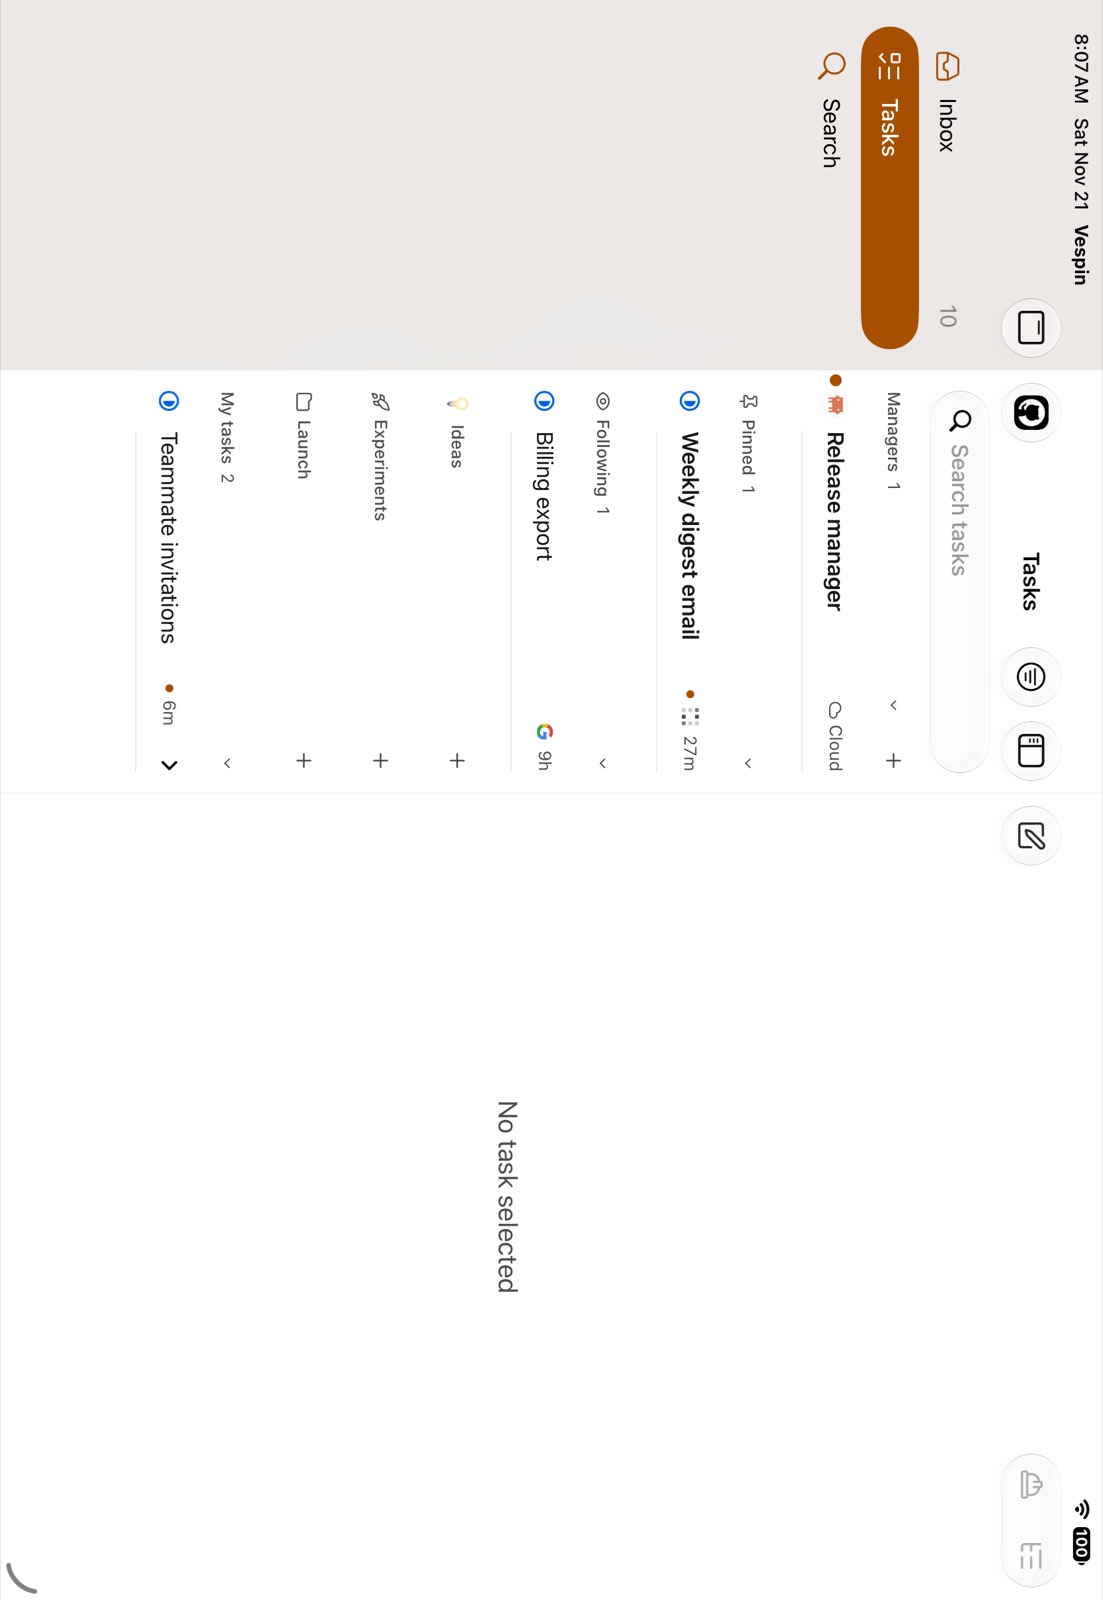 8:07 AM Sat Nov 21 Vespin
100
Inbox 10
Tasks
Search
Tasks
Search tasks
Managers 1
Release manager Cloud
Pinned 1
Weekly digest email 27m
Following 1
Billing export 9h
Ideas
Experiments
Launch
My tasks 2
Teammate invitations 6m
No task selected